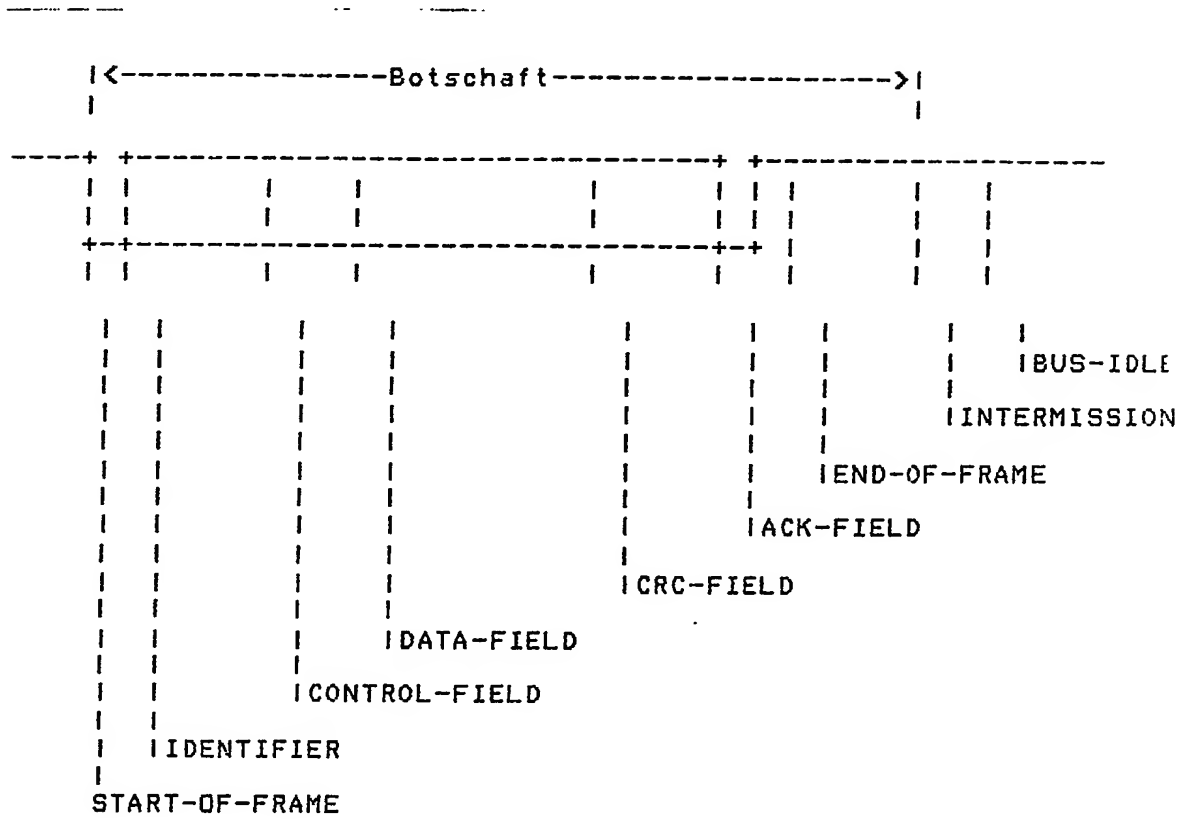 Botschaft
BUS-IDLE
INTERMISSION
END-OF-FRAME
ACK-FIELD
CRC-FIELD
DATA-FIELD
CONTROL-FIELD
IDENTIFIER
START-OF-FRAME